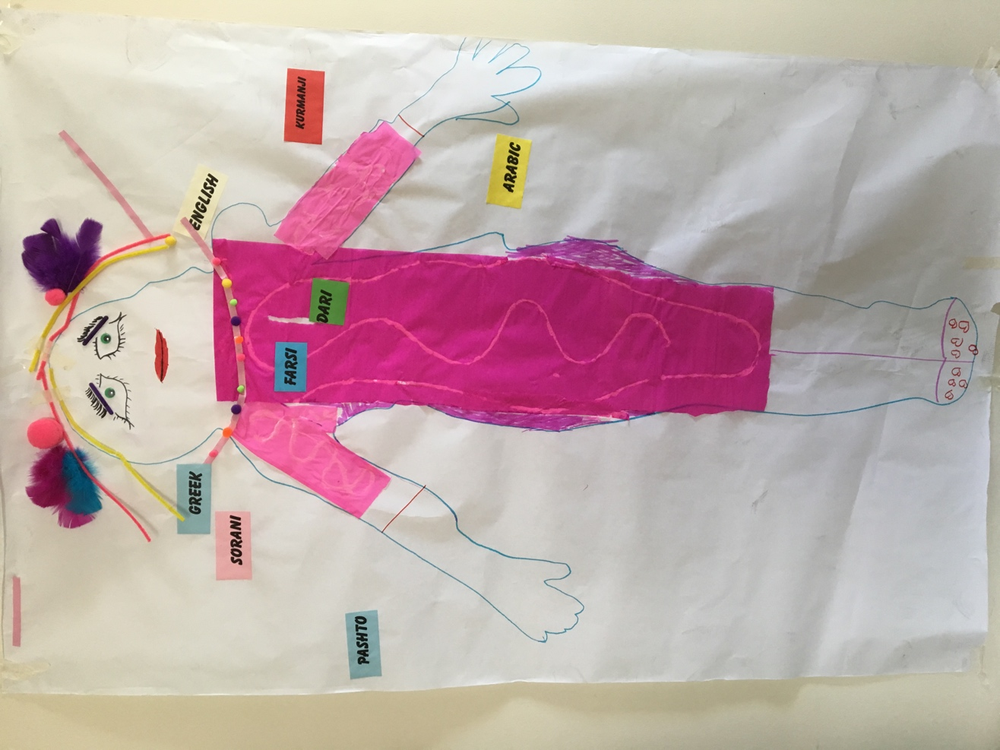 GREEK
ENGLISH
SORANI
FARSI
KURMANJI
DARI
PASHTO
ARABIC